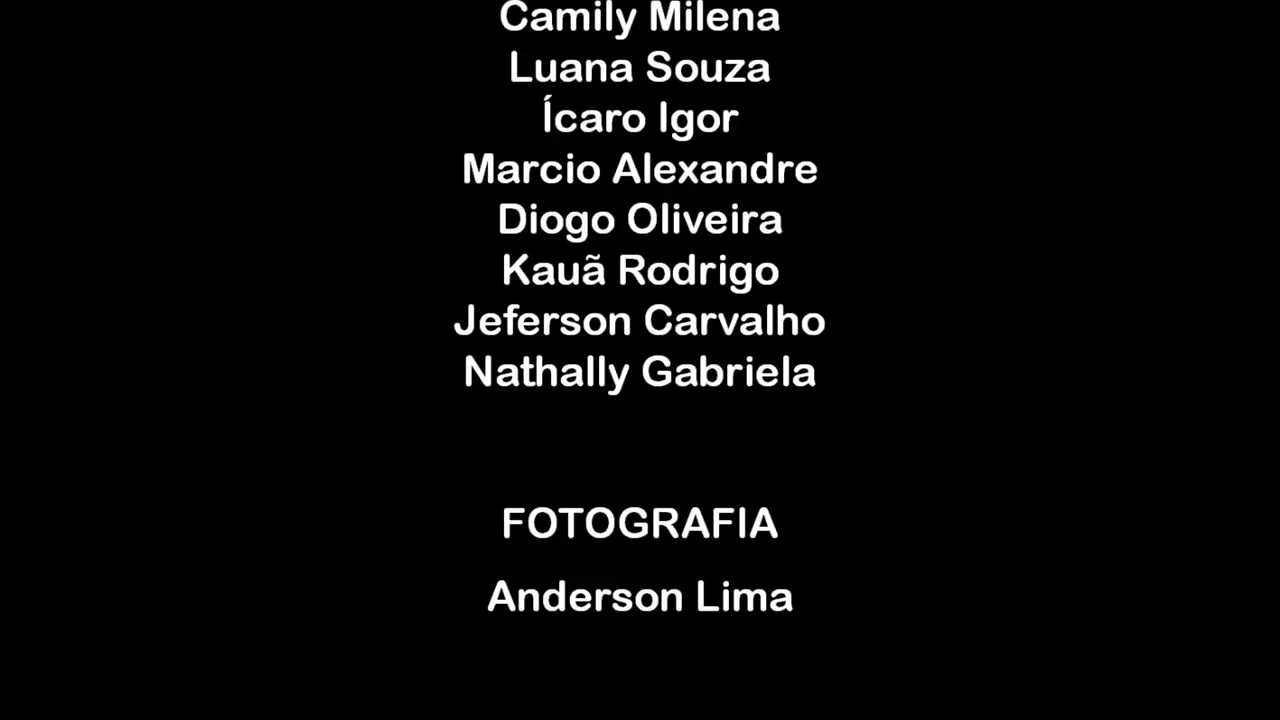 Camily Milena
Luana Souza
Ícaro Igor
Marcio Alexandre
Diogo Oliveira
Kauã Rodrigo
Jeferson Carvalho
Nathally Gabriela
FOTOGRAFIA
Anderson Lima